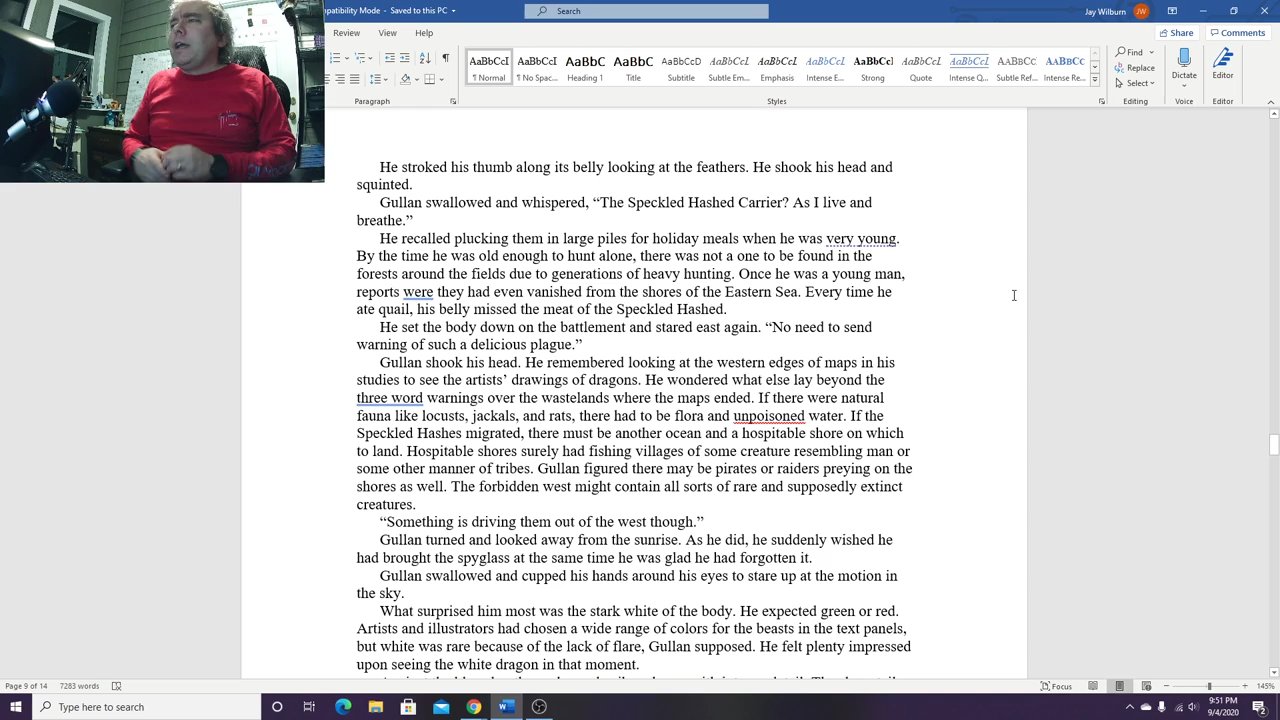 patibility Mode - Saved to this PC
Search
Jay Wilburn
JW
Review View Help
Share
Comments
AaBbCcI AaBbCcI AaBbC AaBbC AaBbCcD AaBbCcI AaBbCcI AaBbCcI AaBbCcI AaBbCcI AaBbCcI AaBbCc AaBbCc
¶ Normal ¶ No Spac... Heading 1 Title Subtitle Subtle Em... Emphasis Intense E... Strong Quote Intense Q... Subtle Ref... Intense Re...
Find
Replace
Select
Dictate
Editor
Paragraph Styles Editing Voice Editor
He stroked his thumb along its belly looking at the feathers. He shook his head and
squinted.
Gullan swallowed and whispered, “The Speckled Hashed Carrier? As I live and
breathe.”
He recalled plucking them in large piles for holiday meals when he was very young.
By the time he was old enough to hunt alone, there was not a one to be found in the
forests around the fields due to generations of heavy hunting. Once he was a young man,
reports were they had even vanished from the shores of the Eastern Sea. Every time he
ate quail, his belly missed the meat of the Speckled Hashed.
He set the body down on the battlement and stared east again. “No need to send
warning of such a delicious plague.”
Gullan shook his head. He remembered looking at the western edges of maps in his
studies to see the artists’ drawings of dragons. He wondered what else lay beyond the
three word warnings over the wastelands where the maps ended. If there were natural
fauna like locusts, jackals, and rats, there had to be flora and unpoisoned water. If the
Speckled Hashes migrated, there must be another ocean and a hospitable shore on which
to land. Hospitable shores surely had fishing villages of some creature resembling man or
some other manner of tribes. Gullan figured there may be pirates or raiders preying on the
shores as well. The forbidden west might contain all sorts of rare and supposedly extinct
creatures.
“Something is driving them out of the west though.”
Gullan turned and looked away from the sunrise. As he did, he suddenly wished he
had brought the spyglass at the same time he was glad he had forgotten it.
Gullan swallowed and cupped his hands around his eyes to stare up at the motion in
the sky.
What surprised him most was the stark white of the body. He expected green or red.
Artists and illustrators had chosen a wide range of colors for the beasts in the text panels,
but white was rare because of the lack of flare, Gullan supposed. He felt plenty impressed
upon seeing the white dragon in that moment.
Page 9 of 14 7283 words
Focus
145%
Type here to search
9:51 PM
9/4/2020